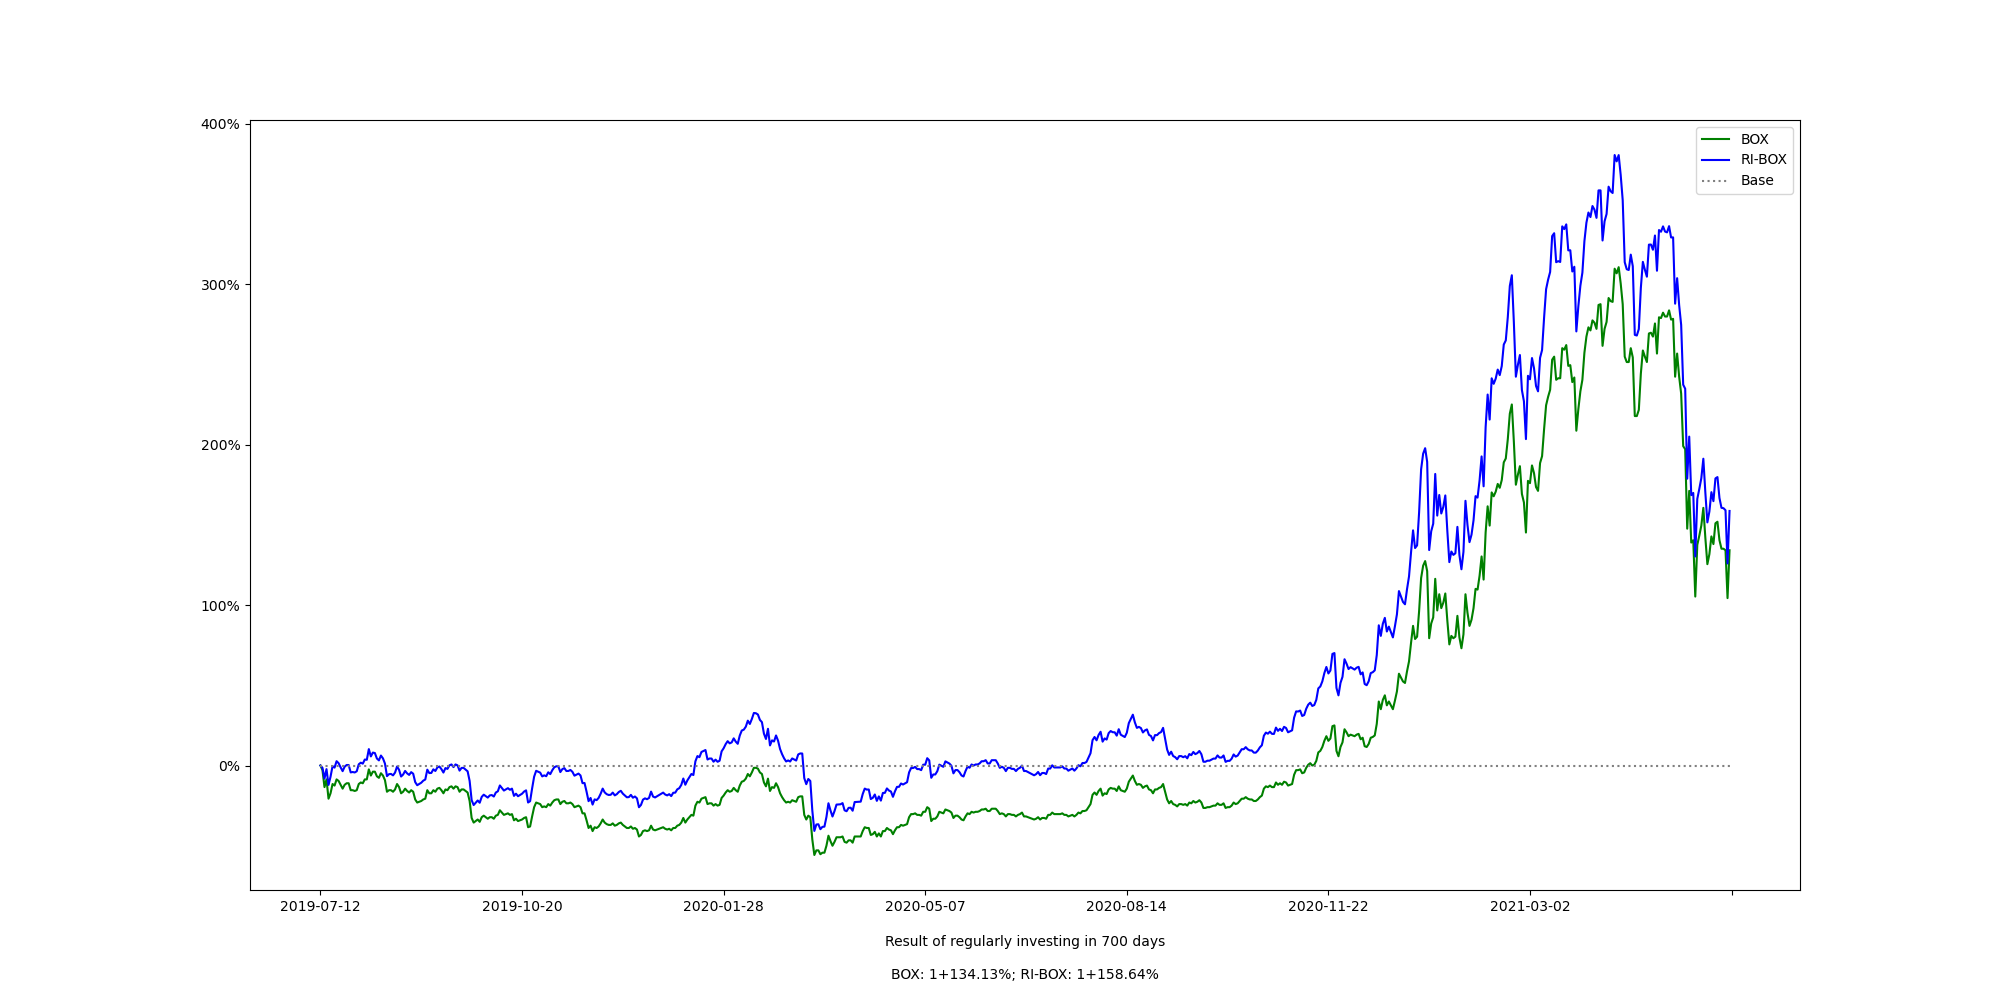 400%
300%
200%
100%
0%
BOX
RI-BOX
Base
2019-07-12 2019-10-20 2020-01-28 2020-05-07 2020-08-14 2020-11-22 2021-03-02
Result of regularly investing in 700 days
BOX: 1+134.13%; RI-BOX: 1+158.64%